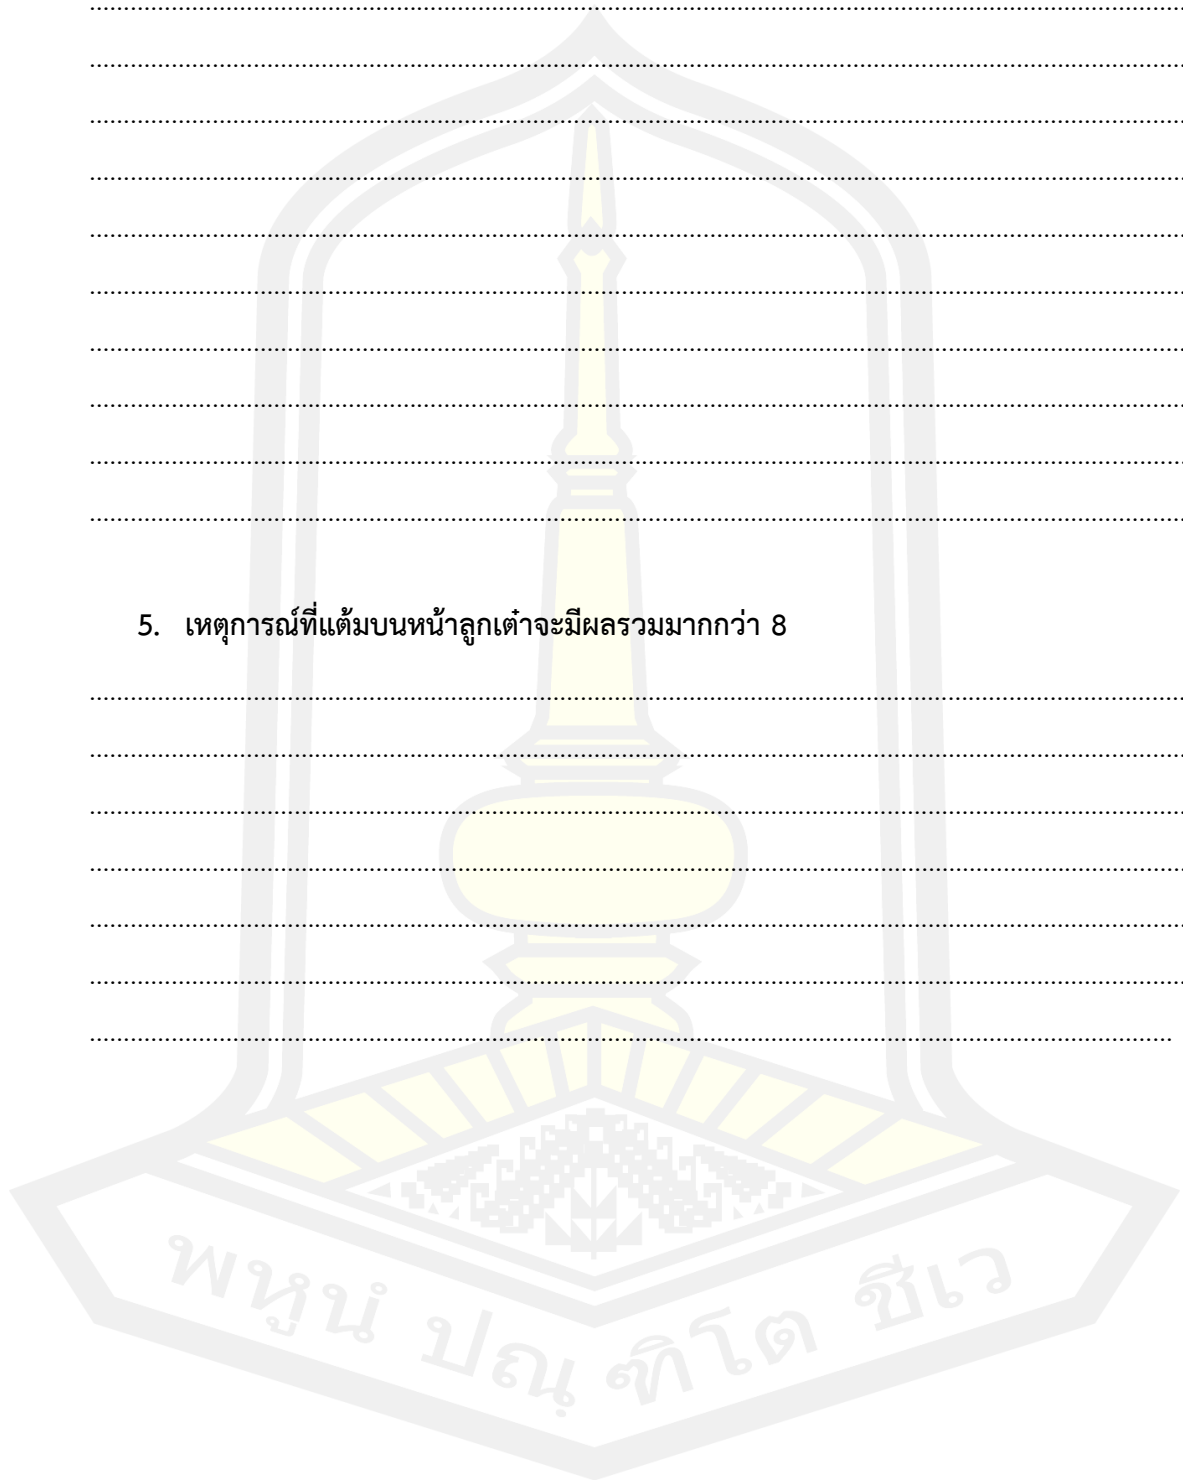 5. เหตุการณ์ที่แต้มบนหน้าลูกเต๋าจะมีผลรวมมากกว่า 8
พหูนํ ปณฺฑิโต ชีเว